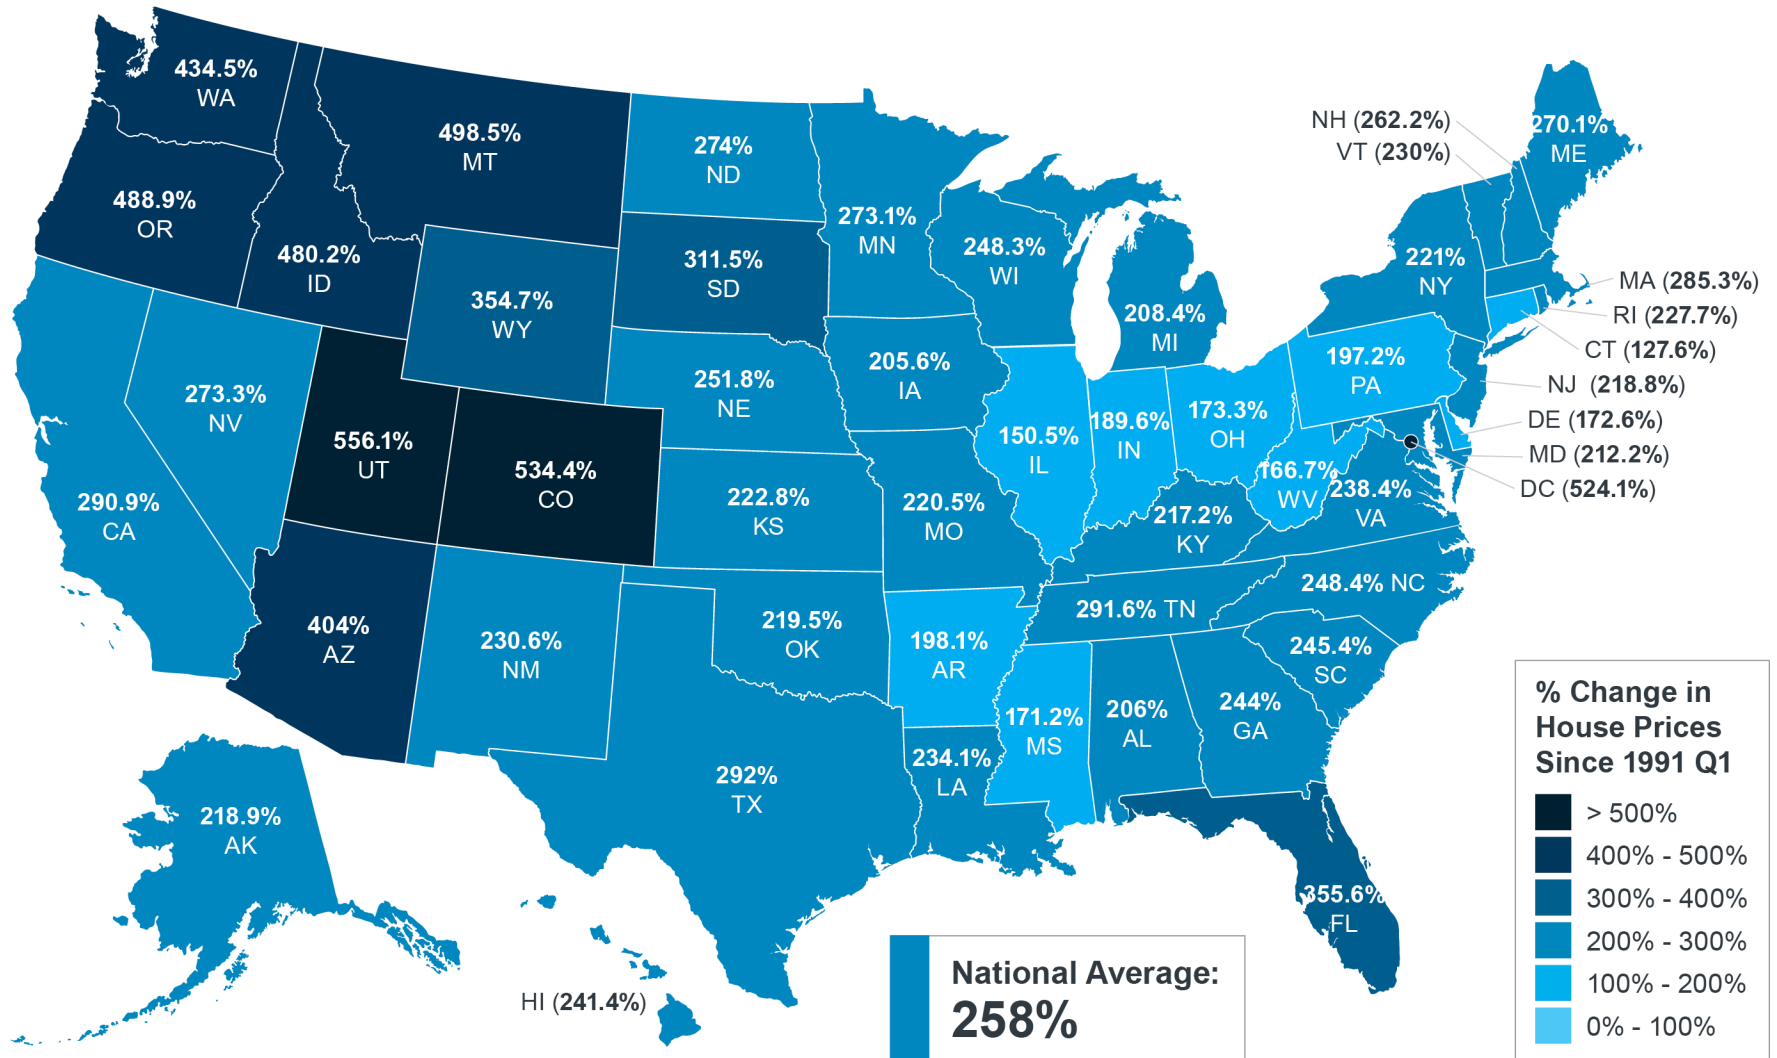 434.5%
WA
498.5%
MT
274%
ND
NH (262.2%)
VT (230%)
270.1%
ME
488.9%
OR
480.2%
ID
354.7%
WY
311.5%
SD
273.1%
MN
248.3%
WI
208.4%
MI
221%
NY
MA (285.3%)
RI (227.7%)
CT (127.6%)
NJ (218.8%)
DE (172.6%)
MD (212.2%)
DC (524.1%)
273.3%
NV
251.8%
NE
205.6%
IA
197.2%
PA
290.9%
CA
556.1%
UT
534.4%
CO
222.8%
KS
220.5%
MO
150.5%
IL
189.6%
IN
173.3%
OH
166.7%
WV
238.4%
VA
217.2%
KY
404%
AZ
230.6%
NM
219.5%
OK
198.1%
AR
291.6% TN
248.4% NC
245.4%
SC
171.2%
MS
206%
AL
244%
GA
292%
TX
234.1%
LA
355.6%
FL
218.9%
AK
HI (241.4%)
National Average:
258%
% Change in
House Prices
Since 1991 Q1
> 500%
400% - 500%
300% - 400%
200% - 300%
100% - 200%
0% - 100%